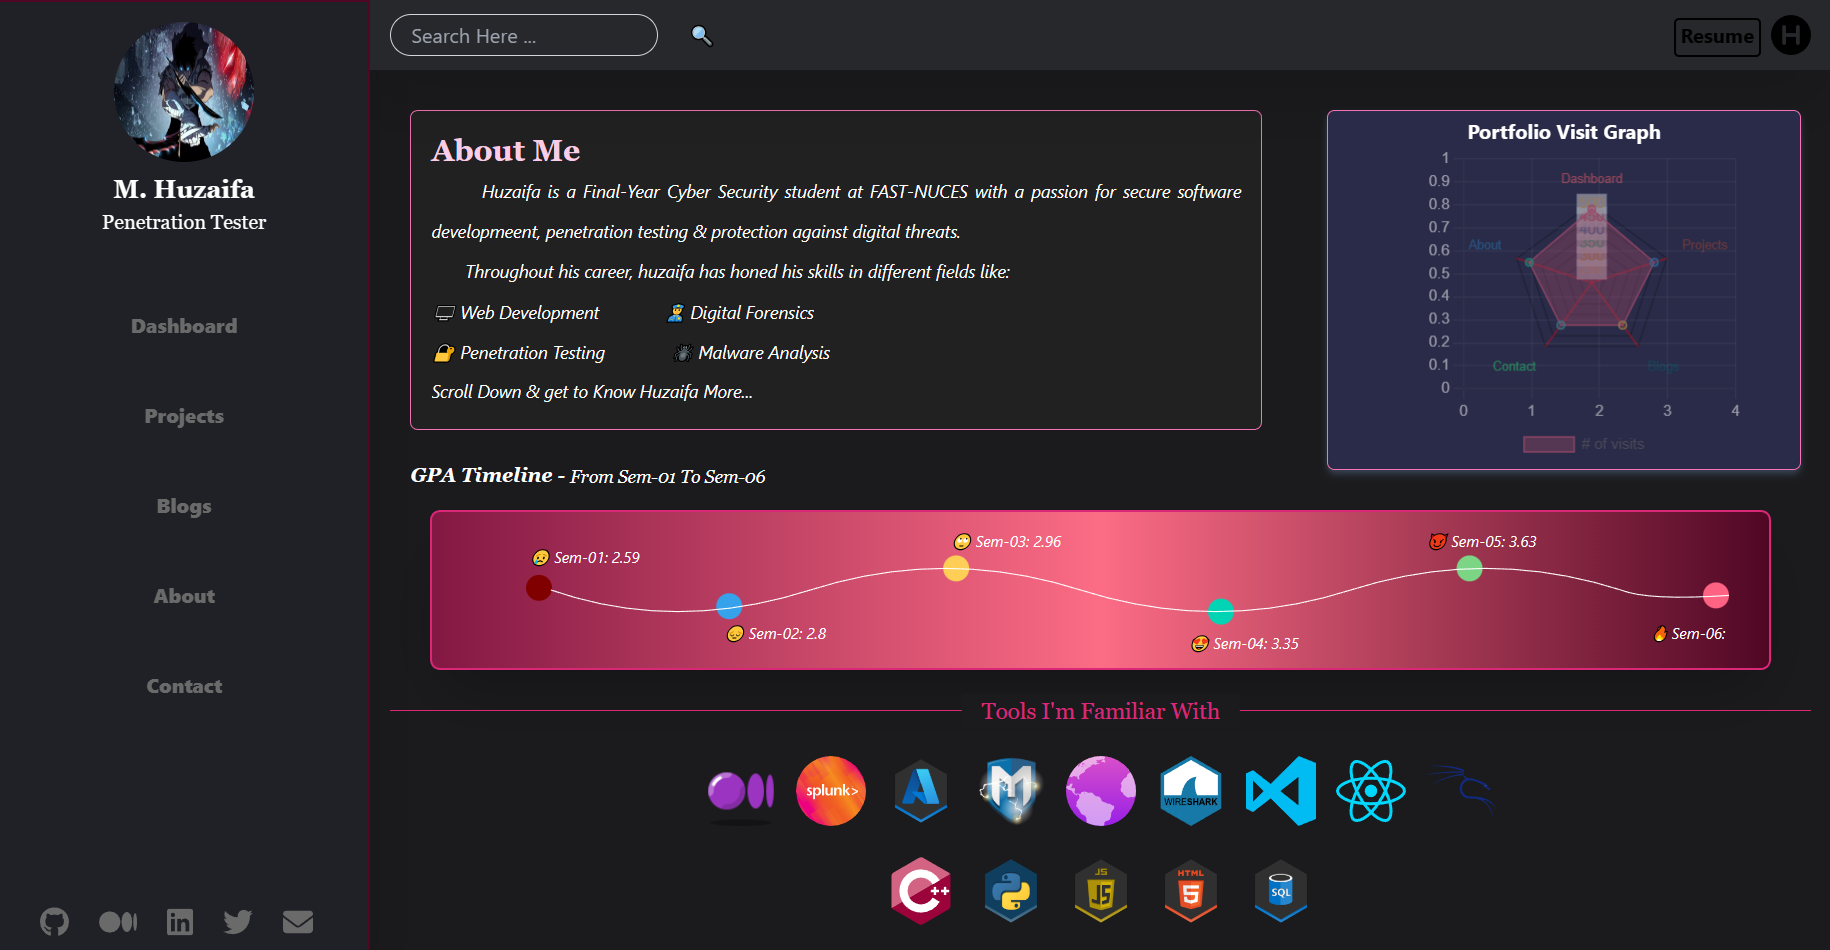 M. Huzaifa
Penetration Tester
Dashboard
Projects
Blogs
About
Contact
Search Here ...
Resume
H
About Me
Huzaifa is a Final-Year Cyber Security student at FAST-NUCES with a passion for secure software
developmeent, penetration testing & protection against digital threats.
Throughout his career, huzaifa has honed his skills in different fields like:
Web Development
Digital Forensics
Penetration Testing
Malware Analysis
Scroll Down & get to Know Huzaifa More...
Portfolio Visit Graph
1
0.9
0.8
0.7
0.6
0.5
0.4
0.3
0.2
0.1
0
0 1 2 3 4
Dashboard
Projects
Blogs
Contact
About
400
# of visits
GPA Timeline - From Sem-01 To Sem-06
Sem-01: 2.59
Sem-02: 2.8
Sem-03: 2.96
Sem-04: 3.35
Sem-05: 3.63
Sem-06:
Tools I'm Familiar With
splunk>
M
WIRESHARK
C++
JS
JS
HTML
5
SQL